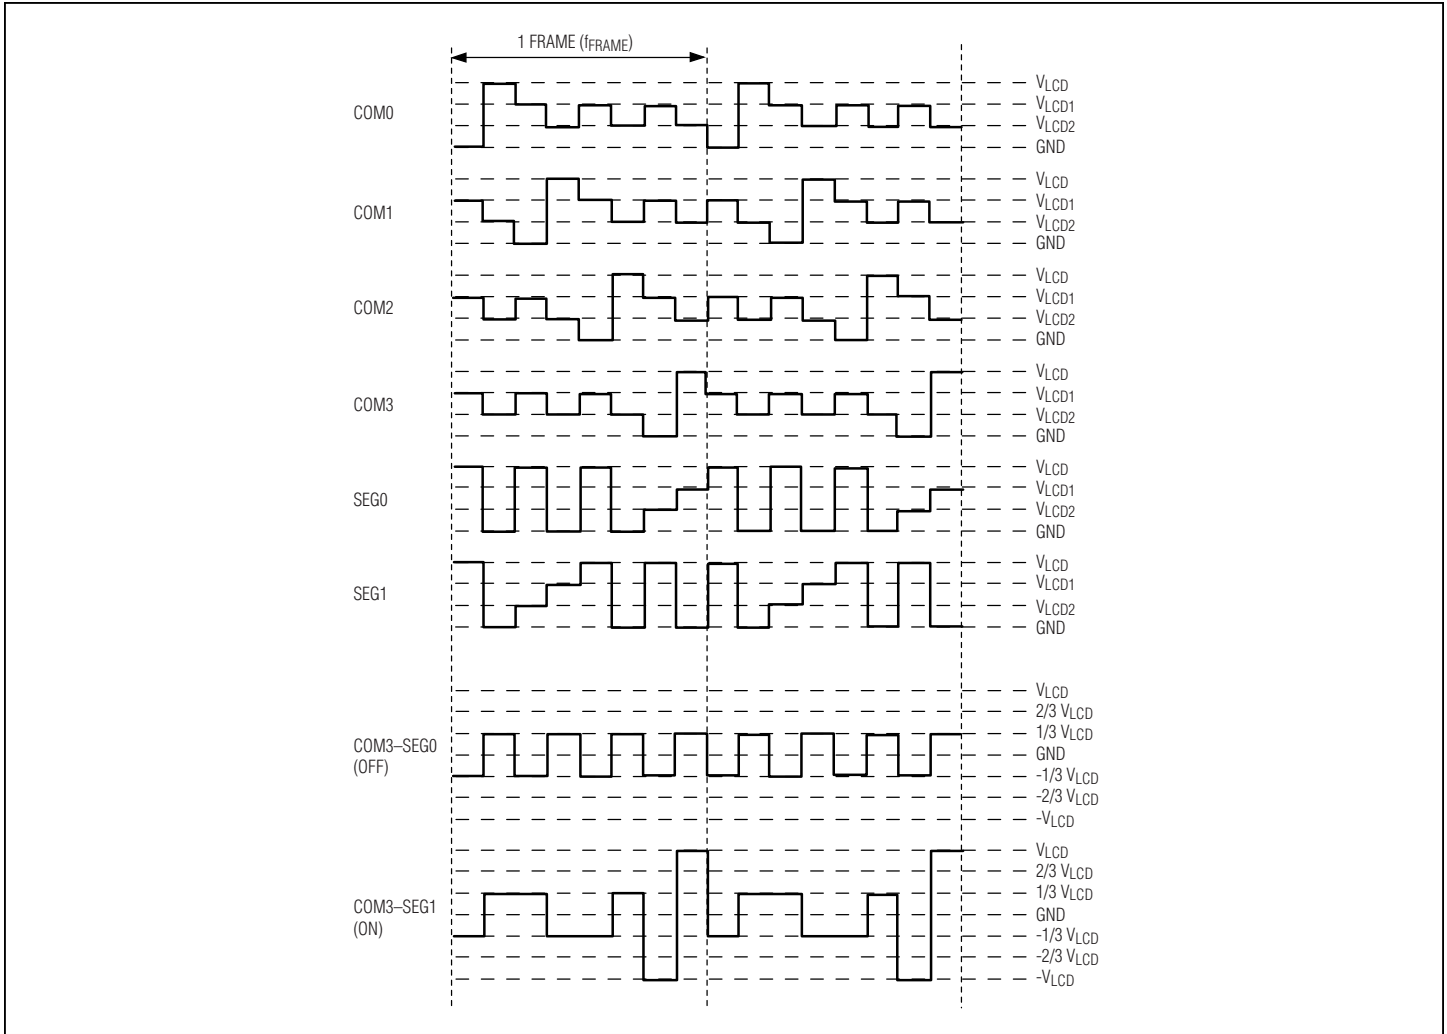 1 FRAME (fFRAME)
COM0
VLCD
VLCD1
VLCD2
GND
COM1
VLCD
VLCD1
VLCD2
GND
COM2
VLCD
VLCD1
VLCD2
GND
COM3
VLCD
VLCD1
VLCD2
GND
SEG0
VLCD
VLCD1
VLCD2
GND
SEG1
VLCD
VLCD1
VLCD2
GND
COM3–SEG0
(OFF)
VLCD
2/3 VLCD
1/3 VLCD
GND
-1/3 VLCD
-2/3 VLCD
-VLCD
COM3–SEG1
(ON)
VLCD
2/3 VLCD
1/3 VLCD
GND
-1/3 VLCD
-2/3 VLCD
-VLCD